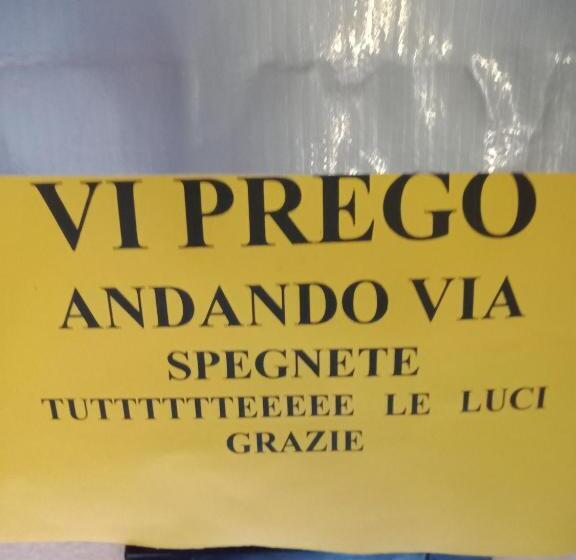 VI PREGO
ANDANDO VIA
SPEGNETE
TUTTTTTTEEEEE LE LUCI
GRAZIE